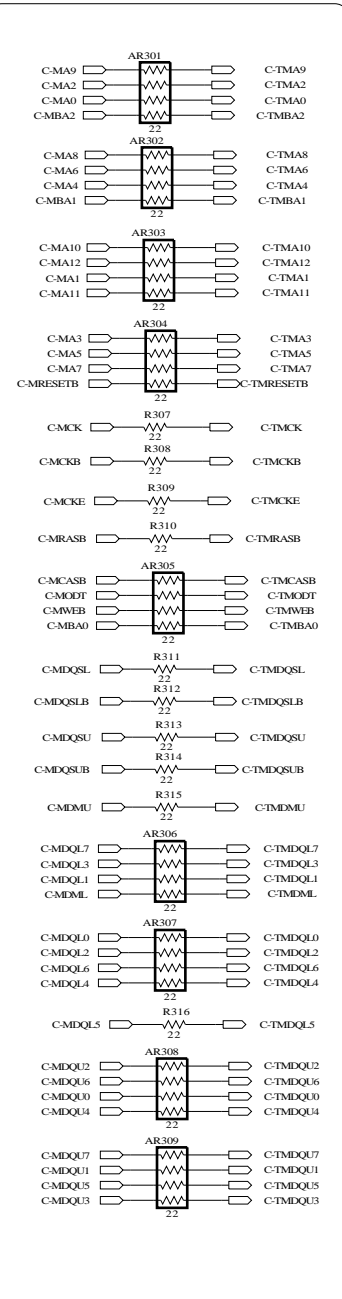 AR301
C-MA9 C-TMA9
C-MA2 C-TMA2
C-MA0 C-TMA0
C-MBA2 C-TMBA2
22
AR302
C-MA8 C-TMA8
C-MA6 C-TMA6
C-MA4 C-TMA4
C-MBA1 C-TMBA1
22
AR303
C-MA10 C-TMA10
C-MA12 C-TMA12
C-MA1 C-TMA1
C-MA11 C-TMA11
22
AR304
C-MA3 C-TMA3
C-MA5 C-TMA5
C-MA7 C-TMA7
C-MRESETB C-TMRESETB
22
R307
C-MCK C-TMCK
22
R308
C-MCKB C-TMCKB
22
R309
C-MCKE C-TMCKE
22
R310
C-MRASB C-TMRASB
22
AR305
C-MCASB C-TMCASB
C-MODT C-TMODT
C-MWEB C-TMWEB
C-MBA0 C-TMBA0
22
R311
C-MDQSL C-TMDQSL
22
R312
C-MDQSLB C-TMDQSLB
22
R313
C-MDQSU C-TMDQSU
22
R314
C-MDQSUB C-TMDQSUB
22
R315
C-MDMU C-TMDMU
22
AR306
C-MDQL7 C-TMDQL7
C-MDQL3 C-TMDQL3
C-MDQL1 C-TMDQL1
C-MDML C-TMDML
22
AR307
C-MDQL0 C-TMDQL0
C-MDQL2 C-TMDQL2
C-MDQL6 C-TMDQL6
C-MDQL4 C-TMDQL4
22
R316
C-MDQL5 C-TMDQL5
22
AR308
C-MDQU2 C-TMDQU2
C-MDQU6 C-TMDQU6
C-MDQU0 C-TMDQU0
C-MDQU4 C-TMDQU4
22
AR309
C-MDQU7 C-TMDQU7
C-MDQU1 C-TMDQU1
C-MDQU5 C-TMDQU5
C-MDQU3 C-TMDQU3
22